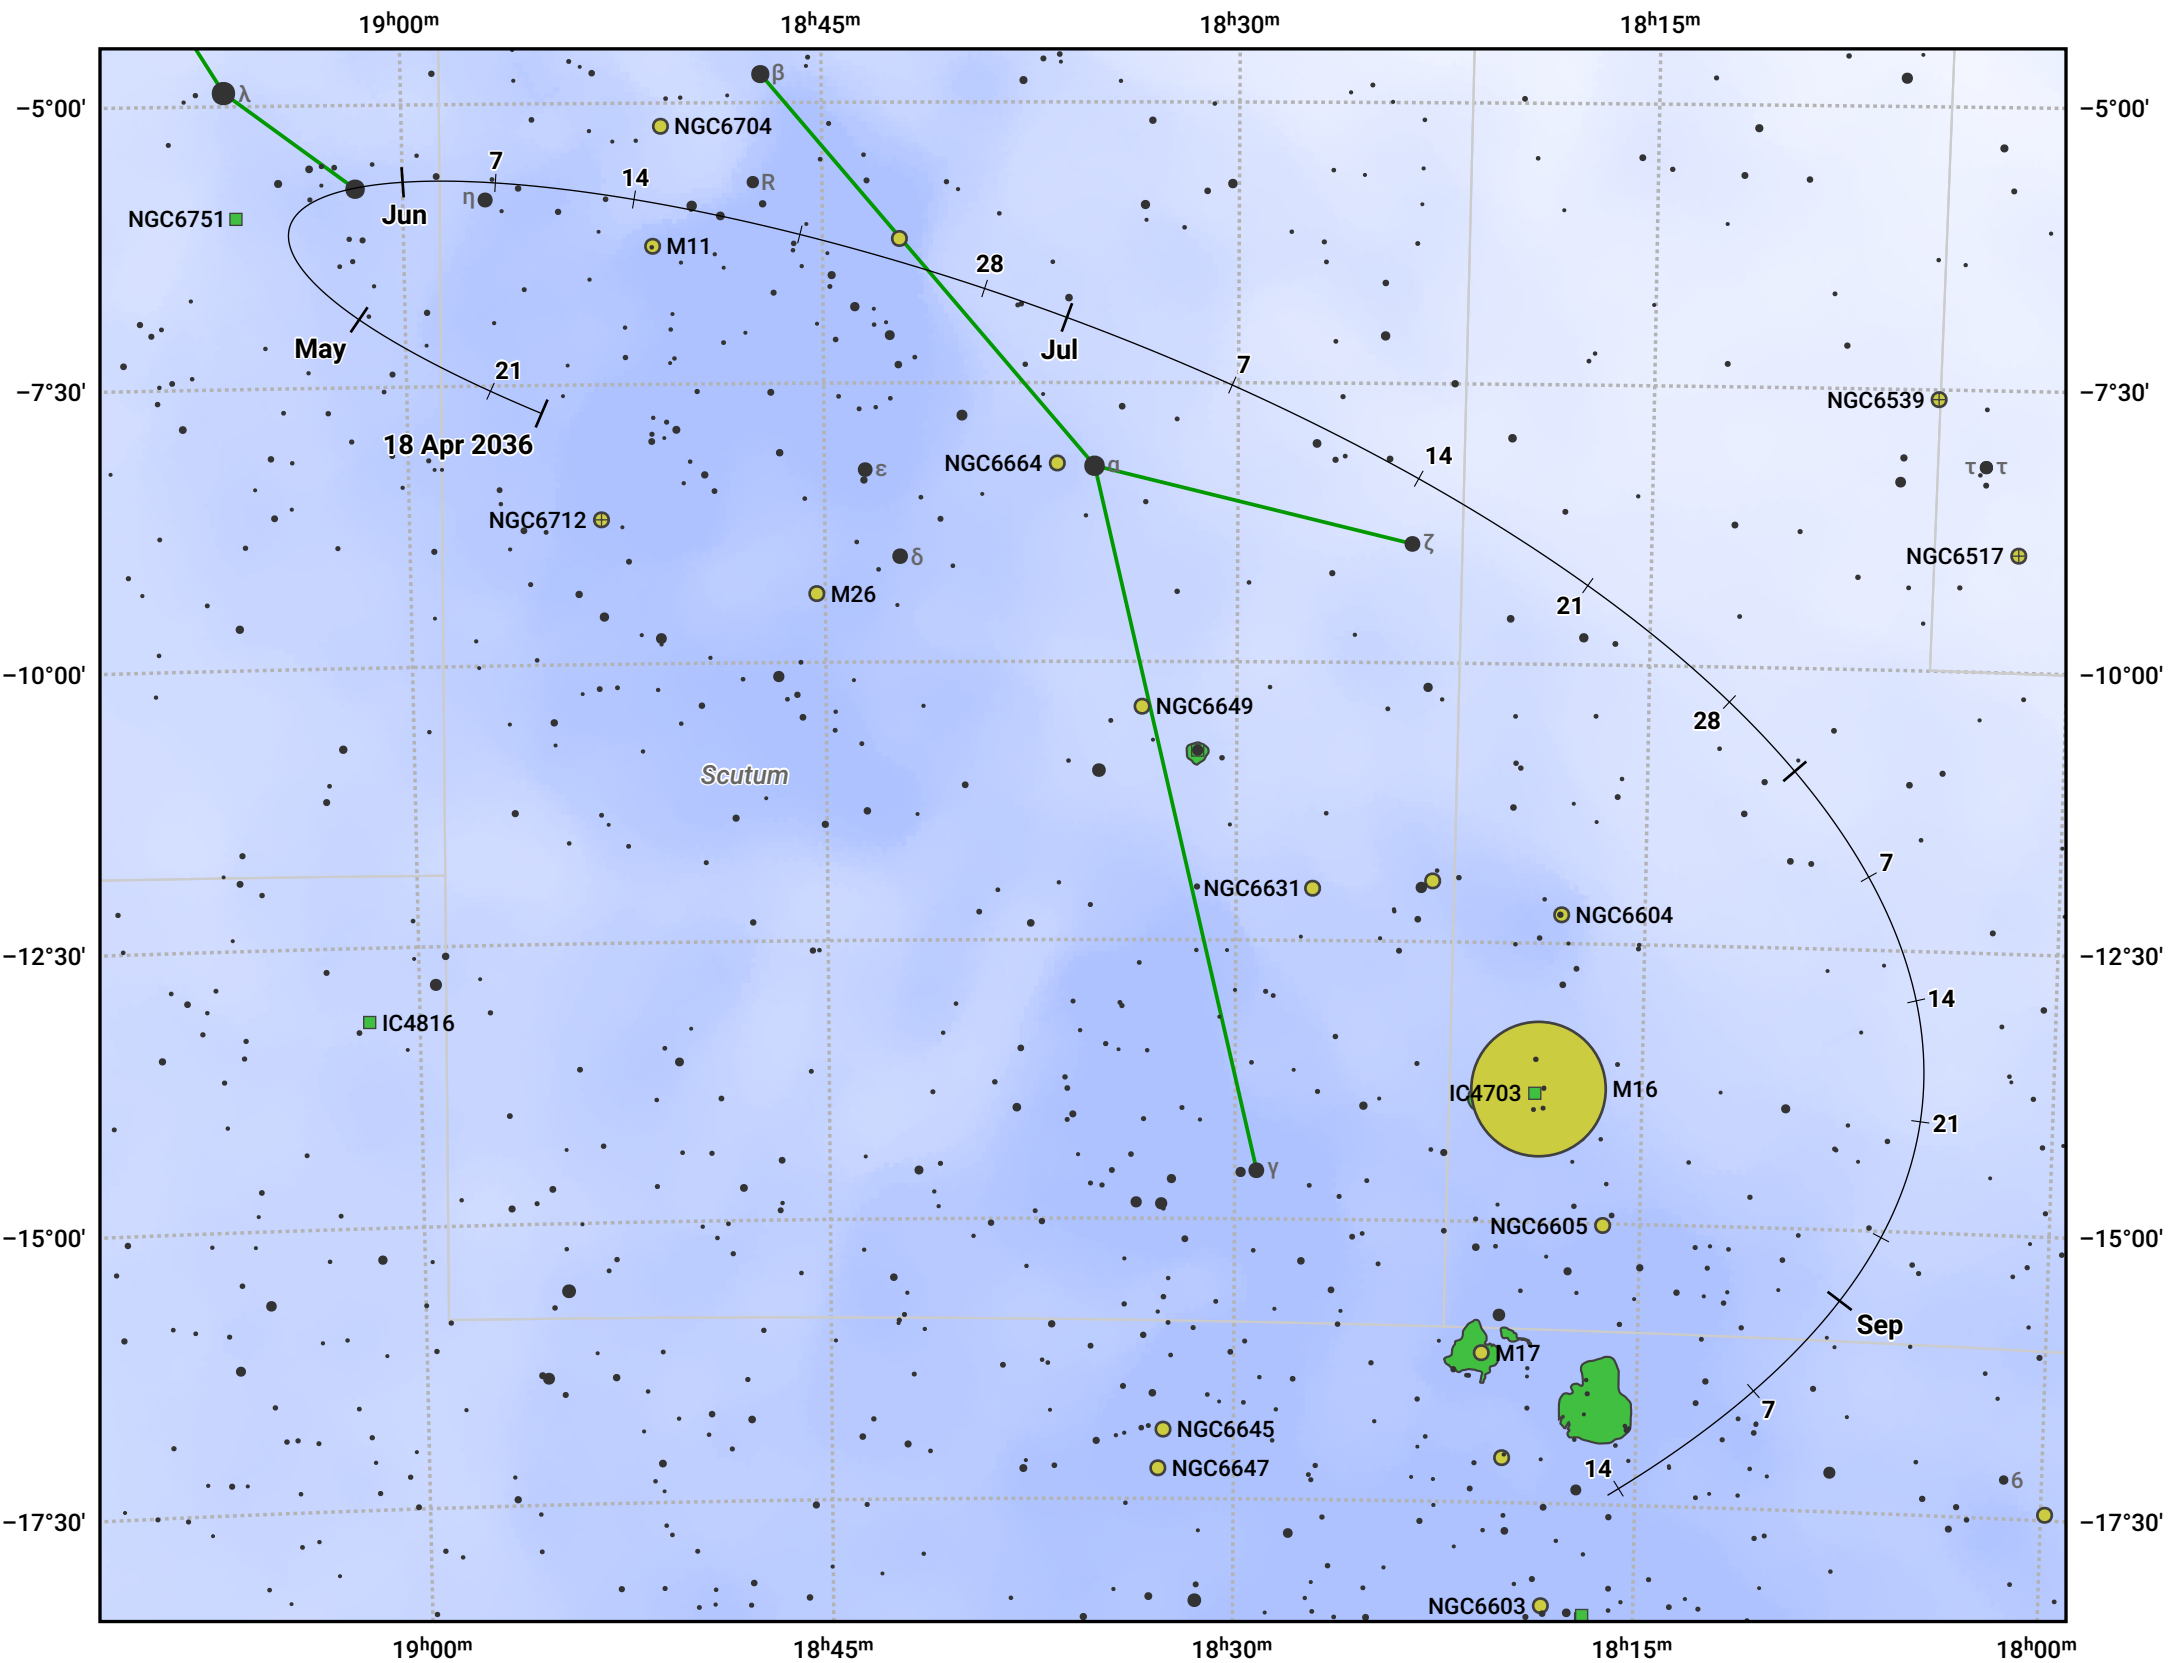 19ʰ00ᵐ 18ʰ45ᵐ 18ʰ30ᵐ 18ʰ15ᵐ
β
λ
−5°00' −5°00'
NGC6704
7
14
R
η
Jun
NGC6751
M11
28
May
Jul
7
21
−7°30' −7°30'
NGC6539
18 Apr 2036
14
NGC6664
α
ε
τ τ
NGC6712
ζ
δ
NGC6517
M26
21
−10°00' −10°00'
NGC6649
28
Scutum
7
NGC6631
NGC6604
−12°30' −12°30'
14
IC4816
IC4703
M16
21
γ
NGC6605
−15°00' −15°00'
Sep
M17
7
NGC6645
NGC6647
14
6
−17°30' −17°30'
NGC6603
19ʰ00ᵐ 18ʰ45ᵐ 18ʰ30ᵐ 18ʰ15ᵐ 18ʰ00ᵐ